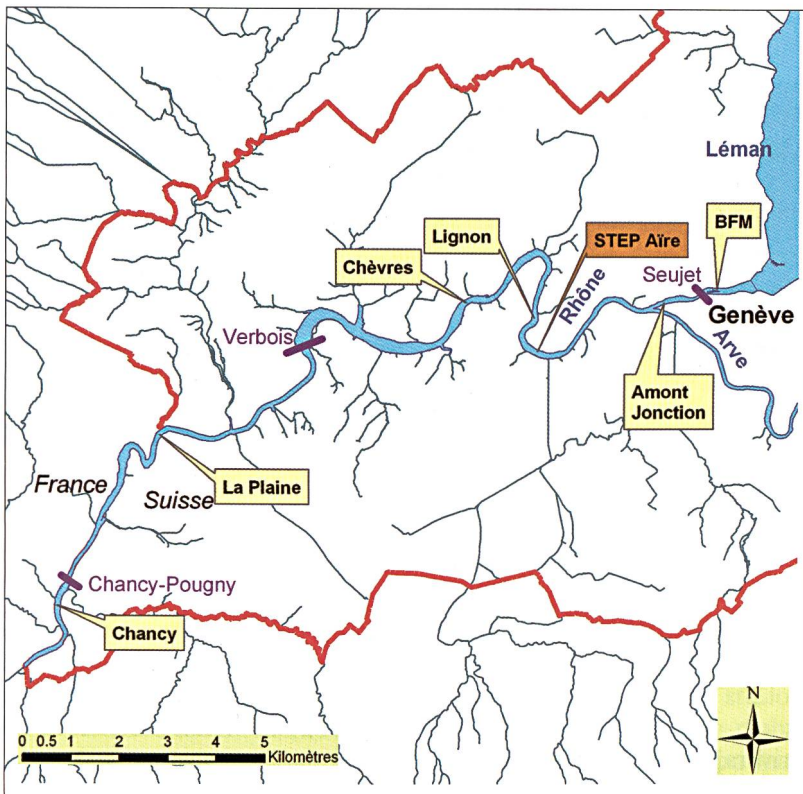 Léman
BFM
Lignon
STEP Aïre
Chèvres
Seujet
Rhône
Genève
Verbois
Arve
Amont
Jonction
La Plaine
France
Suisse
Chancy-Pougny
Chancy
N
0 0.5 1 2 3 4 5
Kilomètres